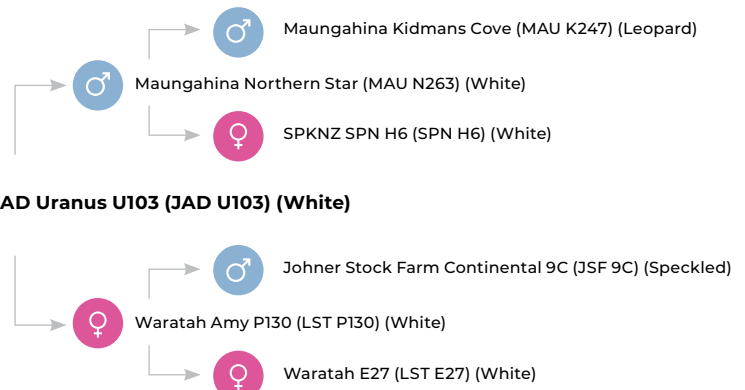 Maungahina Kidmans Cove (MAU K247) (Leopard)
Maungahina Northern Star (MAU N263) (White)
SPKNZ SPN H6 (SPN H6) (White)
AD Uranus U103 (JAD U103) (White)
Johner Stock Farm Continental 9C (JSF 9C) (Speckled)
Waratah Amy P130 (LST P130) (White)
Waratah E27 (LST E27) (White)